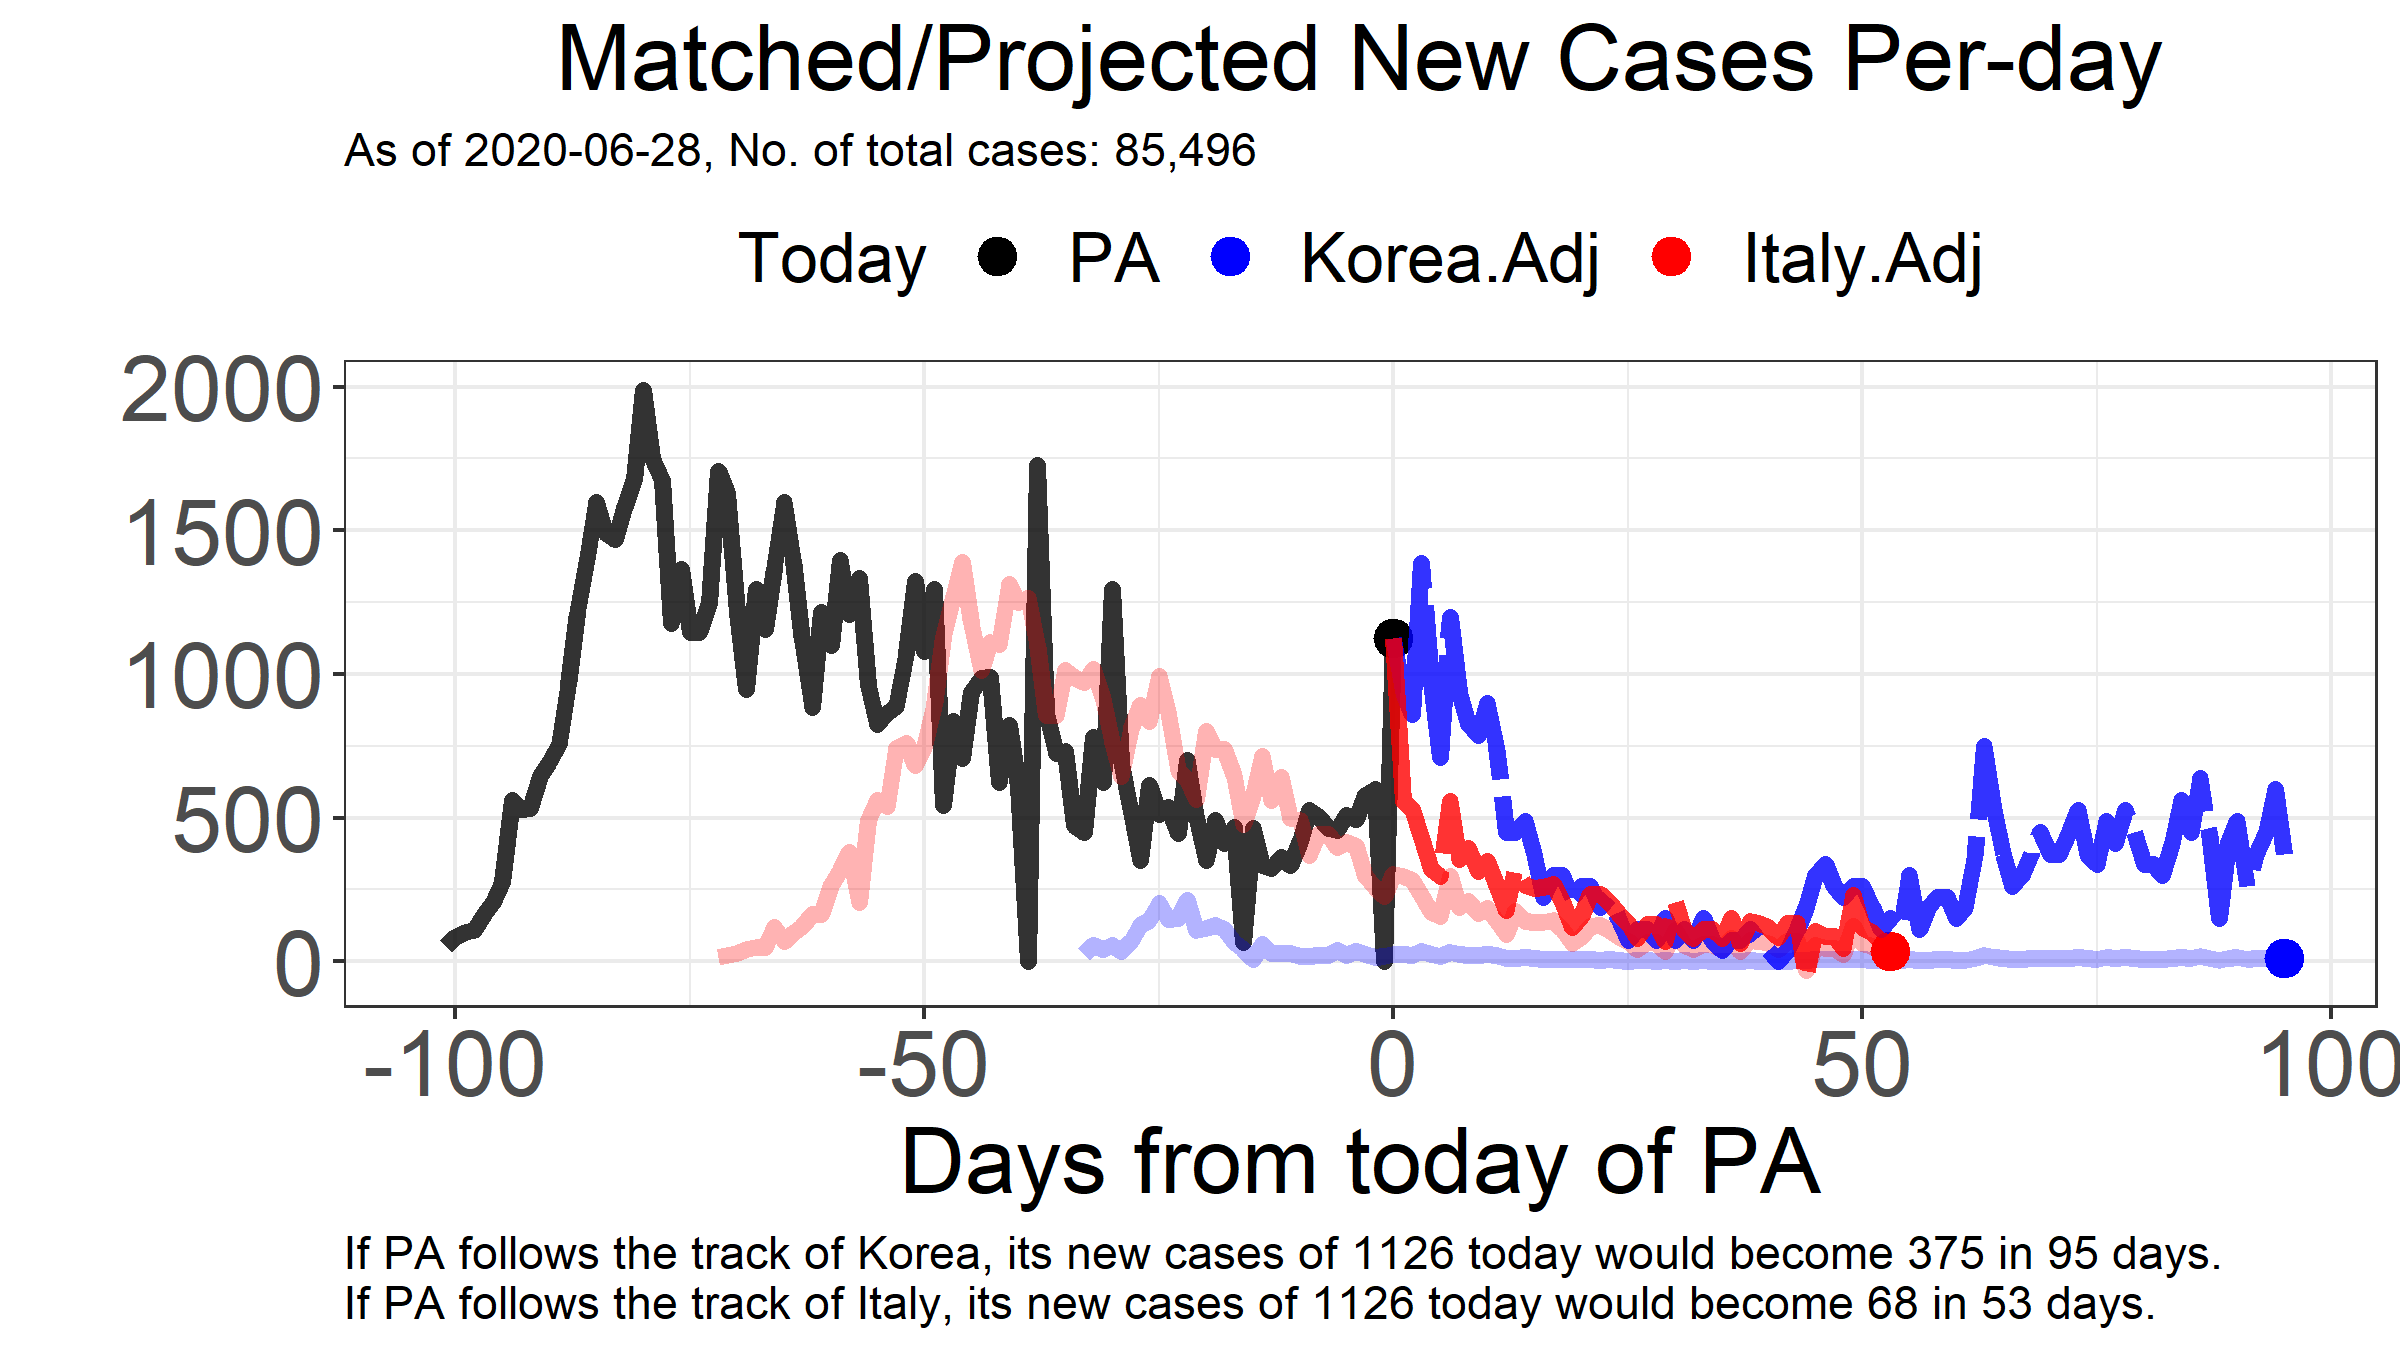 Matched/Projected New Cases Per-day
As of 2020-06-28, No. of total cases: 85,496
Today PA Korea.Adj Italy.Adj
2000
1500
1000
500
0
-100 -50 0 50 100
Days from today of PA
If PA follows the track of Korea, its new cases of 1126 today would become 375 in 95 days.
If PA follows the track of Italy, its new cases of 1126 today would become 68 in 53 days.